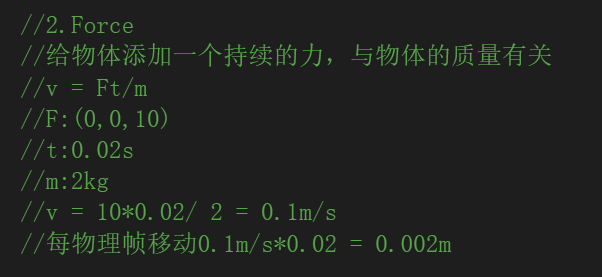 //2.Force
//给物体添加一个持续的力，与物体的质量有关
//v = Ft/m
//F:(0,0,10)
//t:0.02s
//m:2kg
//v = 10*0.02/ 2 = 0.1m/s
//每物理帧移动0.1m/s*0.02 = 0.002m